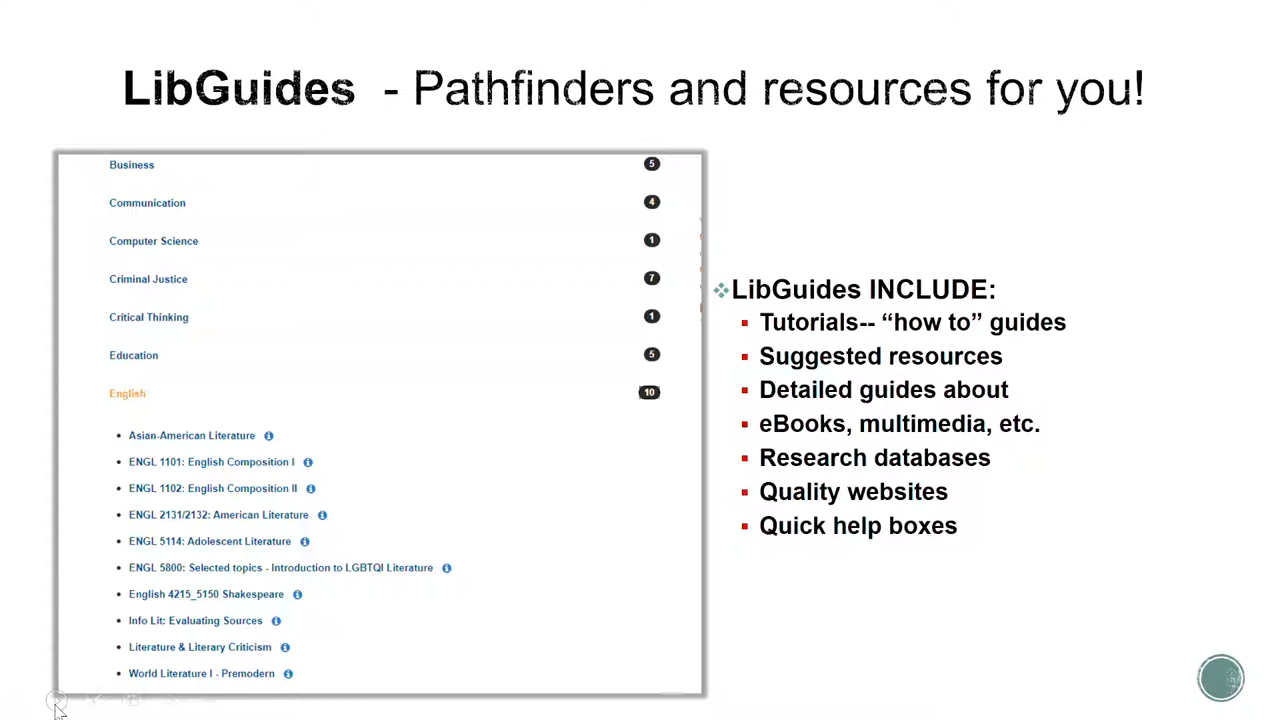 LibGuides - Pathfinders and resources for you!
Business 5
Communication 4
Computer Science 1
Criminal Justice 7
Critical Thinking 1
Education 5
English 10
Asian-American Literature
ENGL 1101: English Composition I
ENGL 1102: English Composition II
ENGL 2131/2132: American Literature
ENGL 5114: Adolescent Literature
ENGL 5800: Selected topics - Introduction to LGBTQI Literature
English 4215_5150 Shakespeare
Info Lit: Evaluating Sources
Literature & Literary Criticism
World Literature I - Premodern
LibGuides INCLUDE:
Tutorials-- “how to” guides
Suggested resources
Detailed guides about
eBooks, multimedia, etc.
Research databases
Quality websites
Quick help boxes